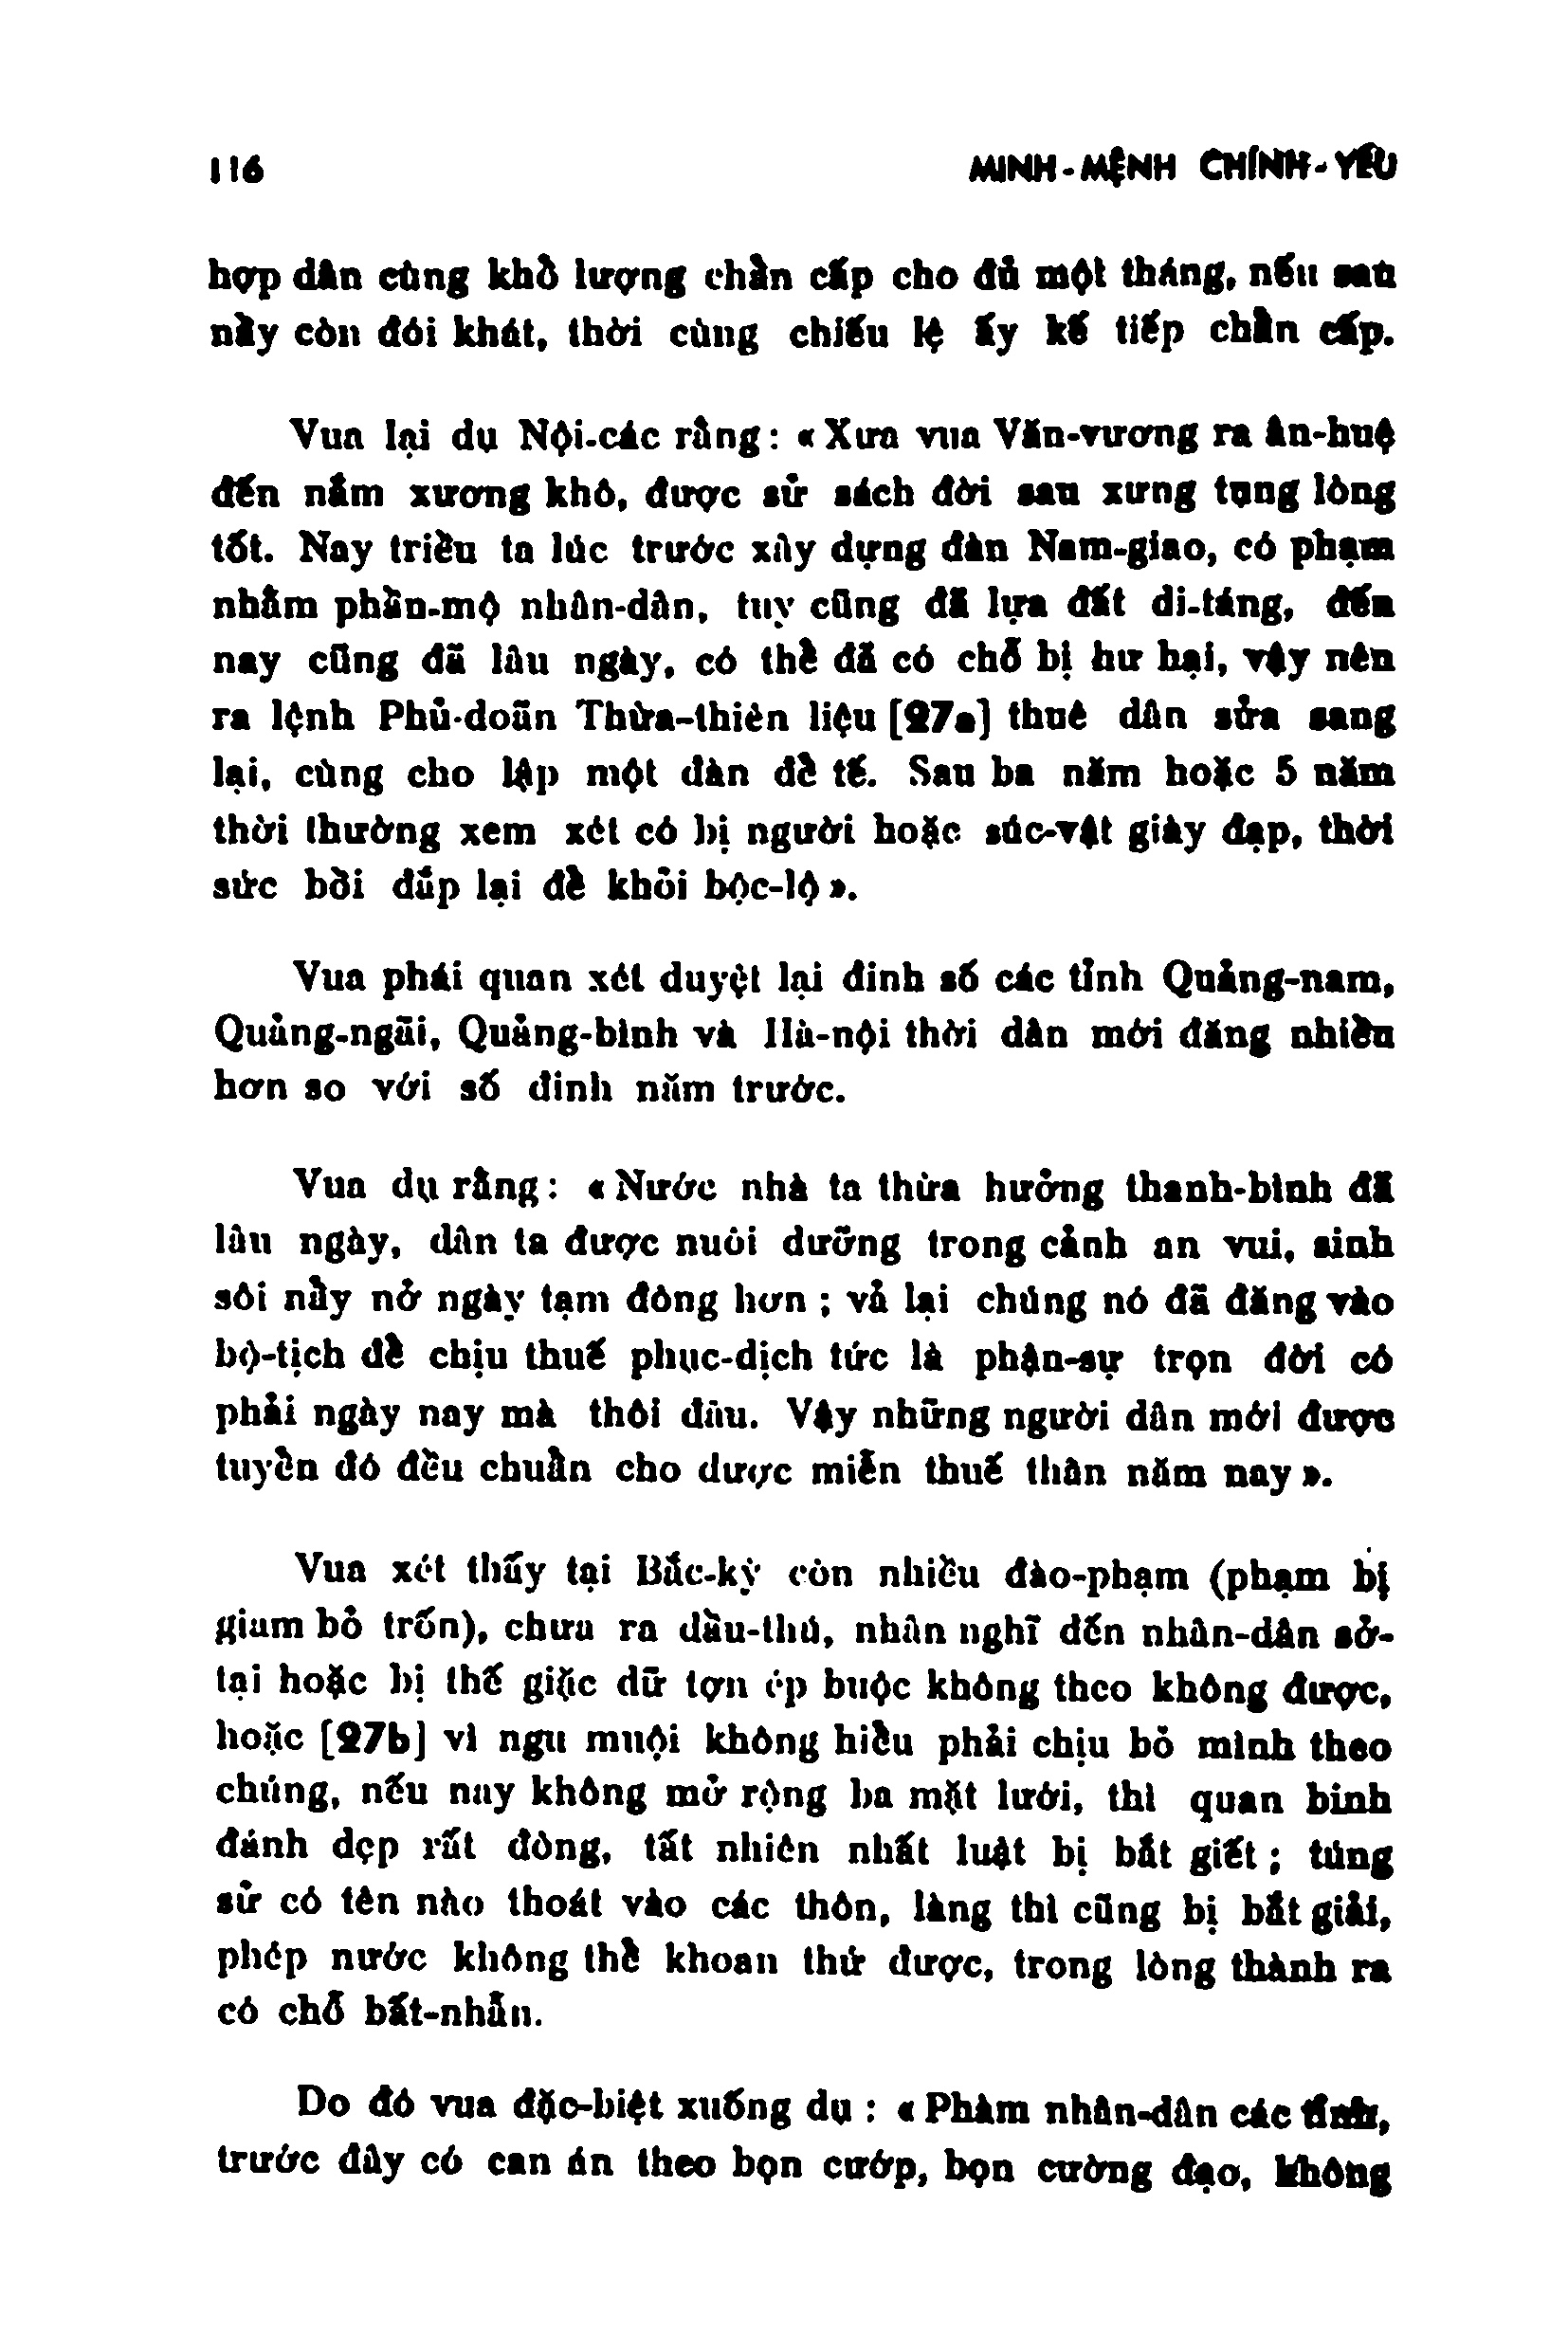 116 MINH-MỆNH CHÍNH-YẾU
hợp dân cùng khổ lượng chẩn cấp cho đủ một tháng, nếu sau
nầy còn đói khát, thời cùng chiếu lệ ấy kế tiếp chẩn cấp.
Vua lại dụ Nội-các rằng : « Xưa vua Văn-vương ra ân-huệ
đến nắm xương khô, được sử sách đời sau xưng tụng lòng
tốt. Nay triều ta lúc trước xây dựng đàn Nam-giao, có phạm
nhằm phần-mộ nhân-dân, tuy cũng đã lựa đất di-táng, đến
nay cũng đã lâu ngày, có thể đã có chỗ bị hư hại, vậy nên
ra lệnh Phủ-doãn Thừa-thiên liệu [27a] thuê dân sửa sang
lại, cùng cho lập một đàn để tế. Sau ba năm hoặc 5 năm
thời thường xem xét có bị người hoặc súc-vật giày đạp, thời
sức bồi đắp lại để khỏi bộc-lộ ».
Vua phái quan xét duyệt lại đinh số các tỉnh Quảng-nam,
Quảng-ngãi, Quảng-bình và Hà-nội thời dân mới đăng nhiều
hơn so với số đinh năm trước.
Vua dụ rằng : « Nước nhà ta thừa hưởng thanh-bình đã
lâu ngày, dân ta được nuôi dưỡng trong cảnh an vui, sinh
sôi nầy nở ngày tạm đông hơn ; vả lại chúng nó đã đăng vào
bộ-tịch để chịu thuế phục-dịch tức là phận-sự trọn đời có
phải ngày nay mà thôi đâu. Vậy những người dân mới được
tuyển đó đều chuẩn cho được miễn thuế thân năm nay ».
Vua xét thấy tại Bắc-kỳ còn nhiều đào-phạm (phạm bị
giam bỏ trốn), chưa ra đầu-thú, nhân nghĩ đến nhân-dân sở-
tại hoặc bị thế giặc dữ tợn ép buộc không theo không được,
hoặc [27b] vì ngu muội không hiểu phải chịu bỏ mình theo
chúng, nếu nay không mở rộng ba mặt lưới, thì quan binh
đánh dẹp rất đông, tất nhiên nhất luật bị bắt giết ; túng
sử có tên nào thoát vào các thôn, làng thì cũng bị bắt giải,
phép nước không thể khoan thứ được, trong lòng thành ra
có chỗ bất-nhẫn.
Do đó vua đặc-biệt xuống dụ : « Phàm nhân-dân các tỉnh,
trước đây có can án theo bọn cướp, bọn cường đạo, không